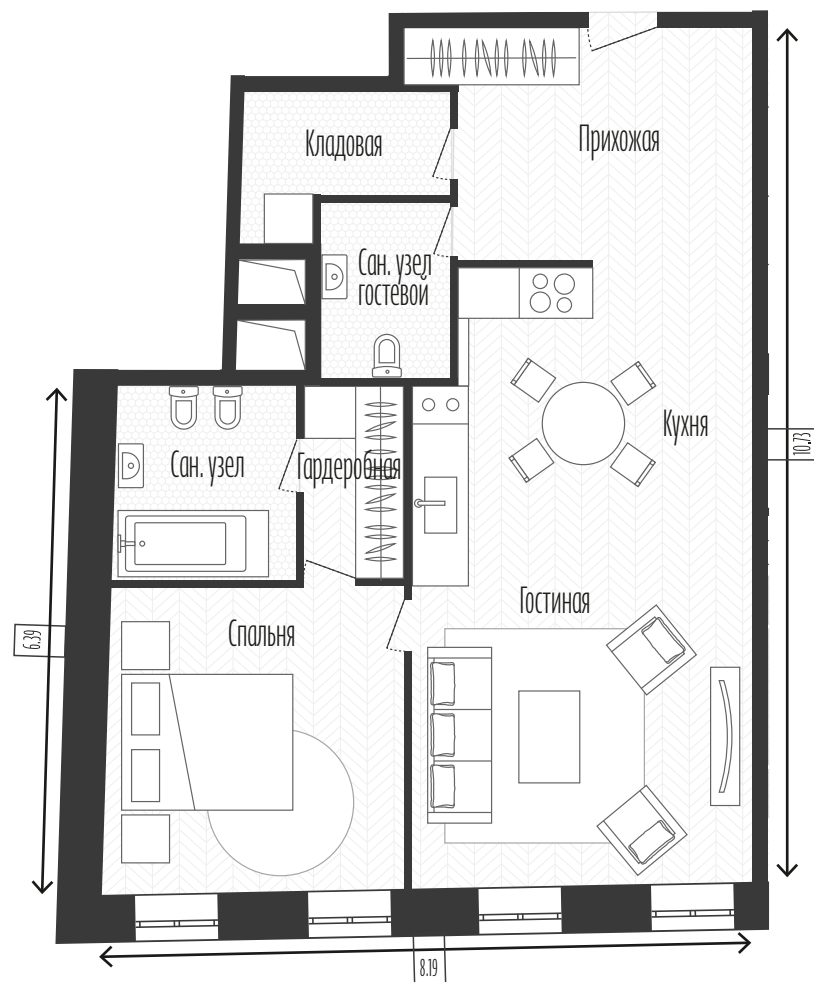 Кладовая
Прихожая
Сан. узел
гостевой
Кухня
10.73
Сан. узел
Гардеробная
Гостиная
Спальня
6.39
8.19